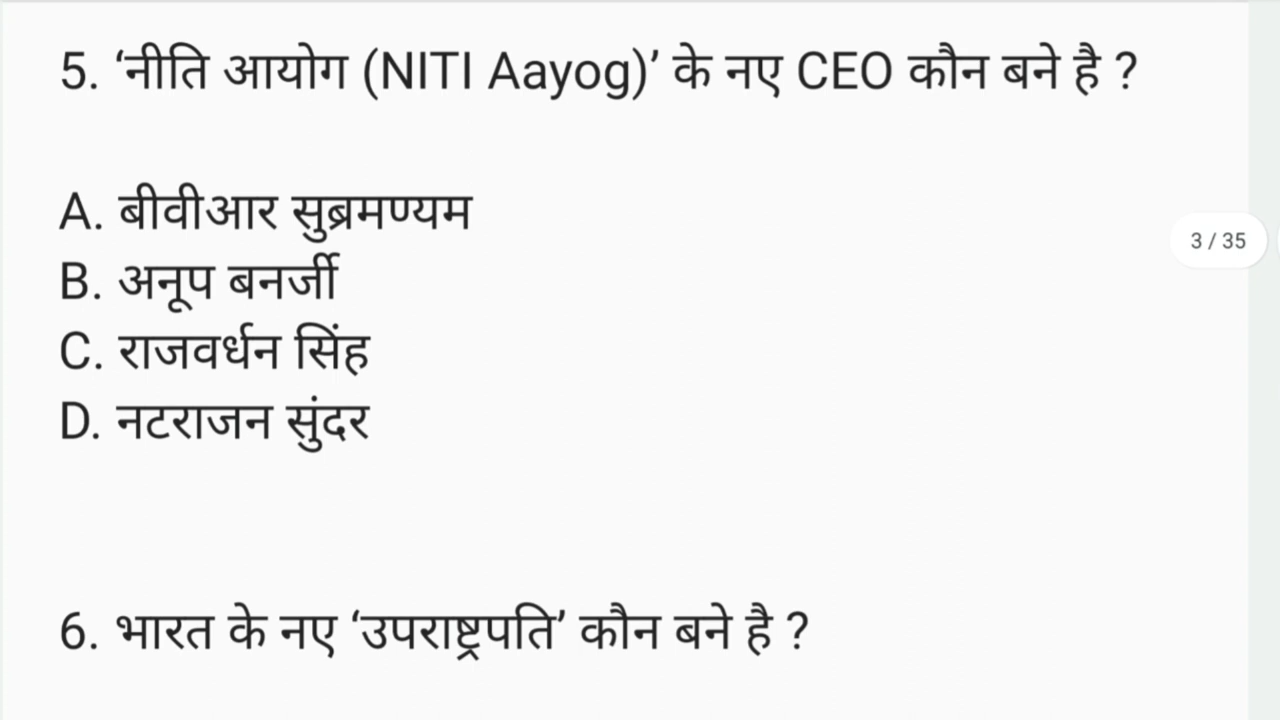 5. ‘नीति आयोग (NITI Aayog)’ के नए CEO कौन बने है ?
A. बीवीआर सुब्रमण्यम
B. अनूप बनर्जी
3 / 35
C. राजवर्धन सिंह
D. नटराजन सुंदर
6. भारत के नए ‘उपराष्ट्रपति’ कौन बने है ?